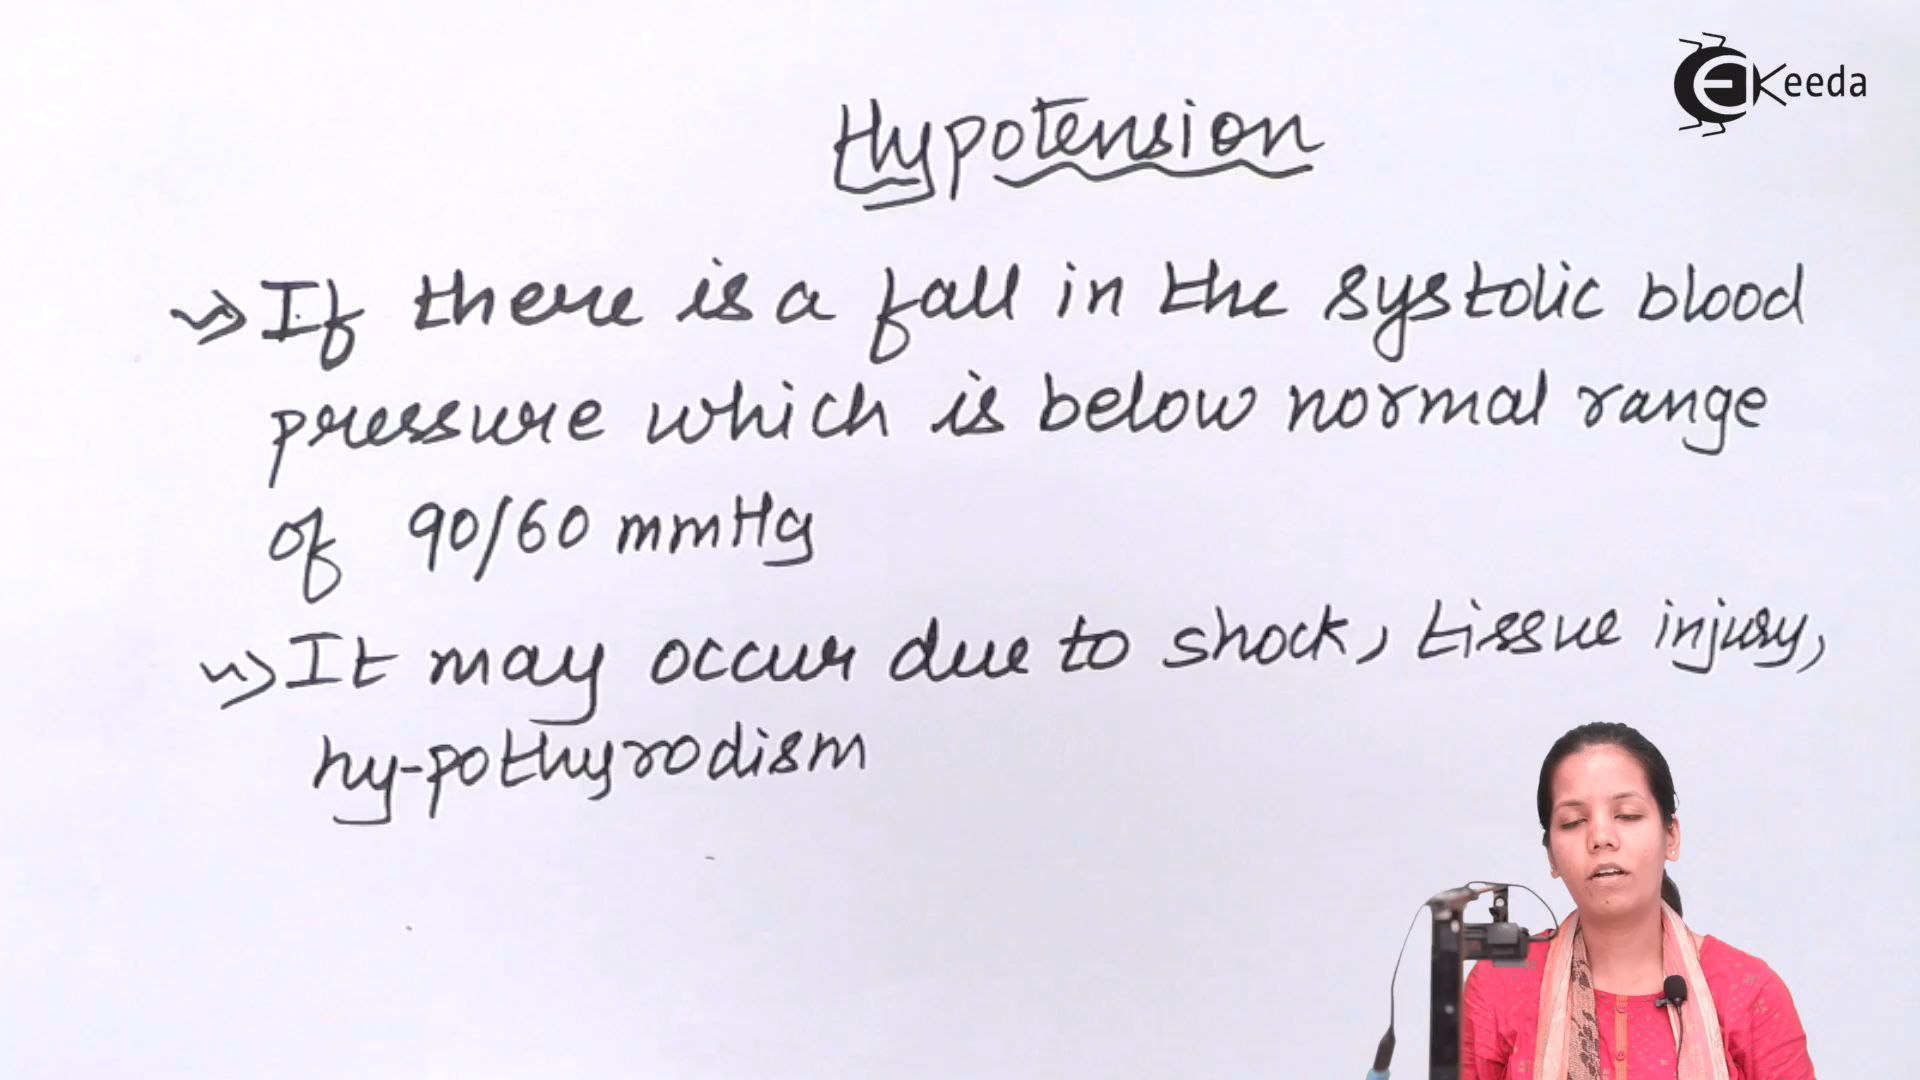 Keeda
Hypotension
If there is a fall in the systolic blood
pressure which is below normal range
of 90/60 mmHg
It may occur due to shock, tissue injury,
hy-pothyrodism